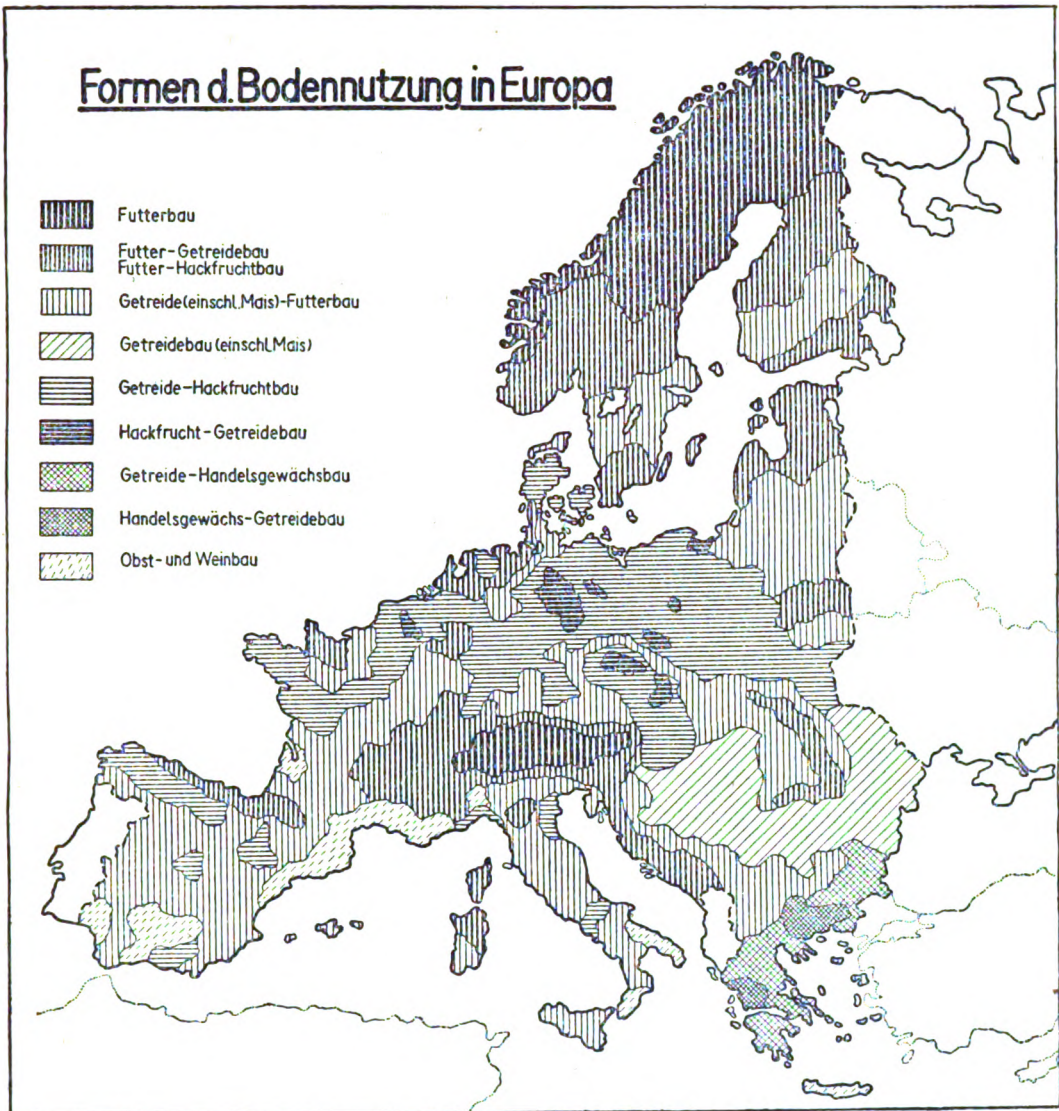 Formen d. Bodennutzung in Europa
Futterbau
Futter-Getreidebau
Futter-Hackfruchtbau
Getreide(einschl.Mais)-Futterbau
Getreidebau (einschl.Mais)
Getreide-Hackfruchtbau
Hackfrucht-Getreidebau
Getreide-Handelsgewächsbau
Handelsgewächs-Getreidebau
Obst- und Weinbau